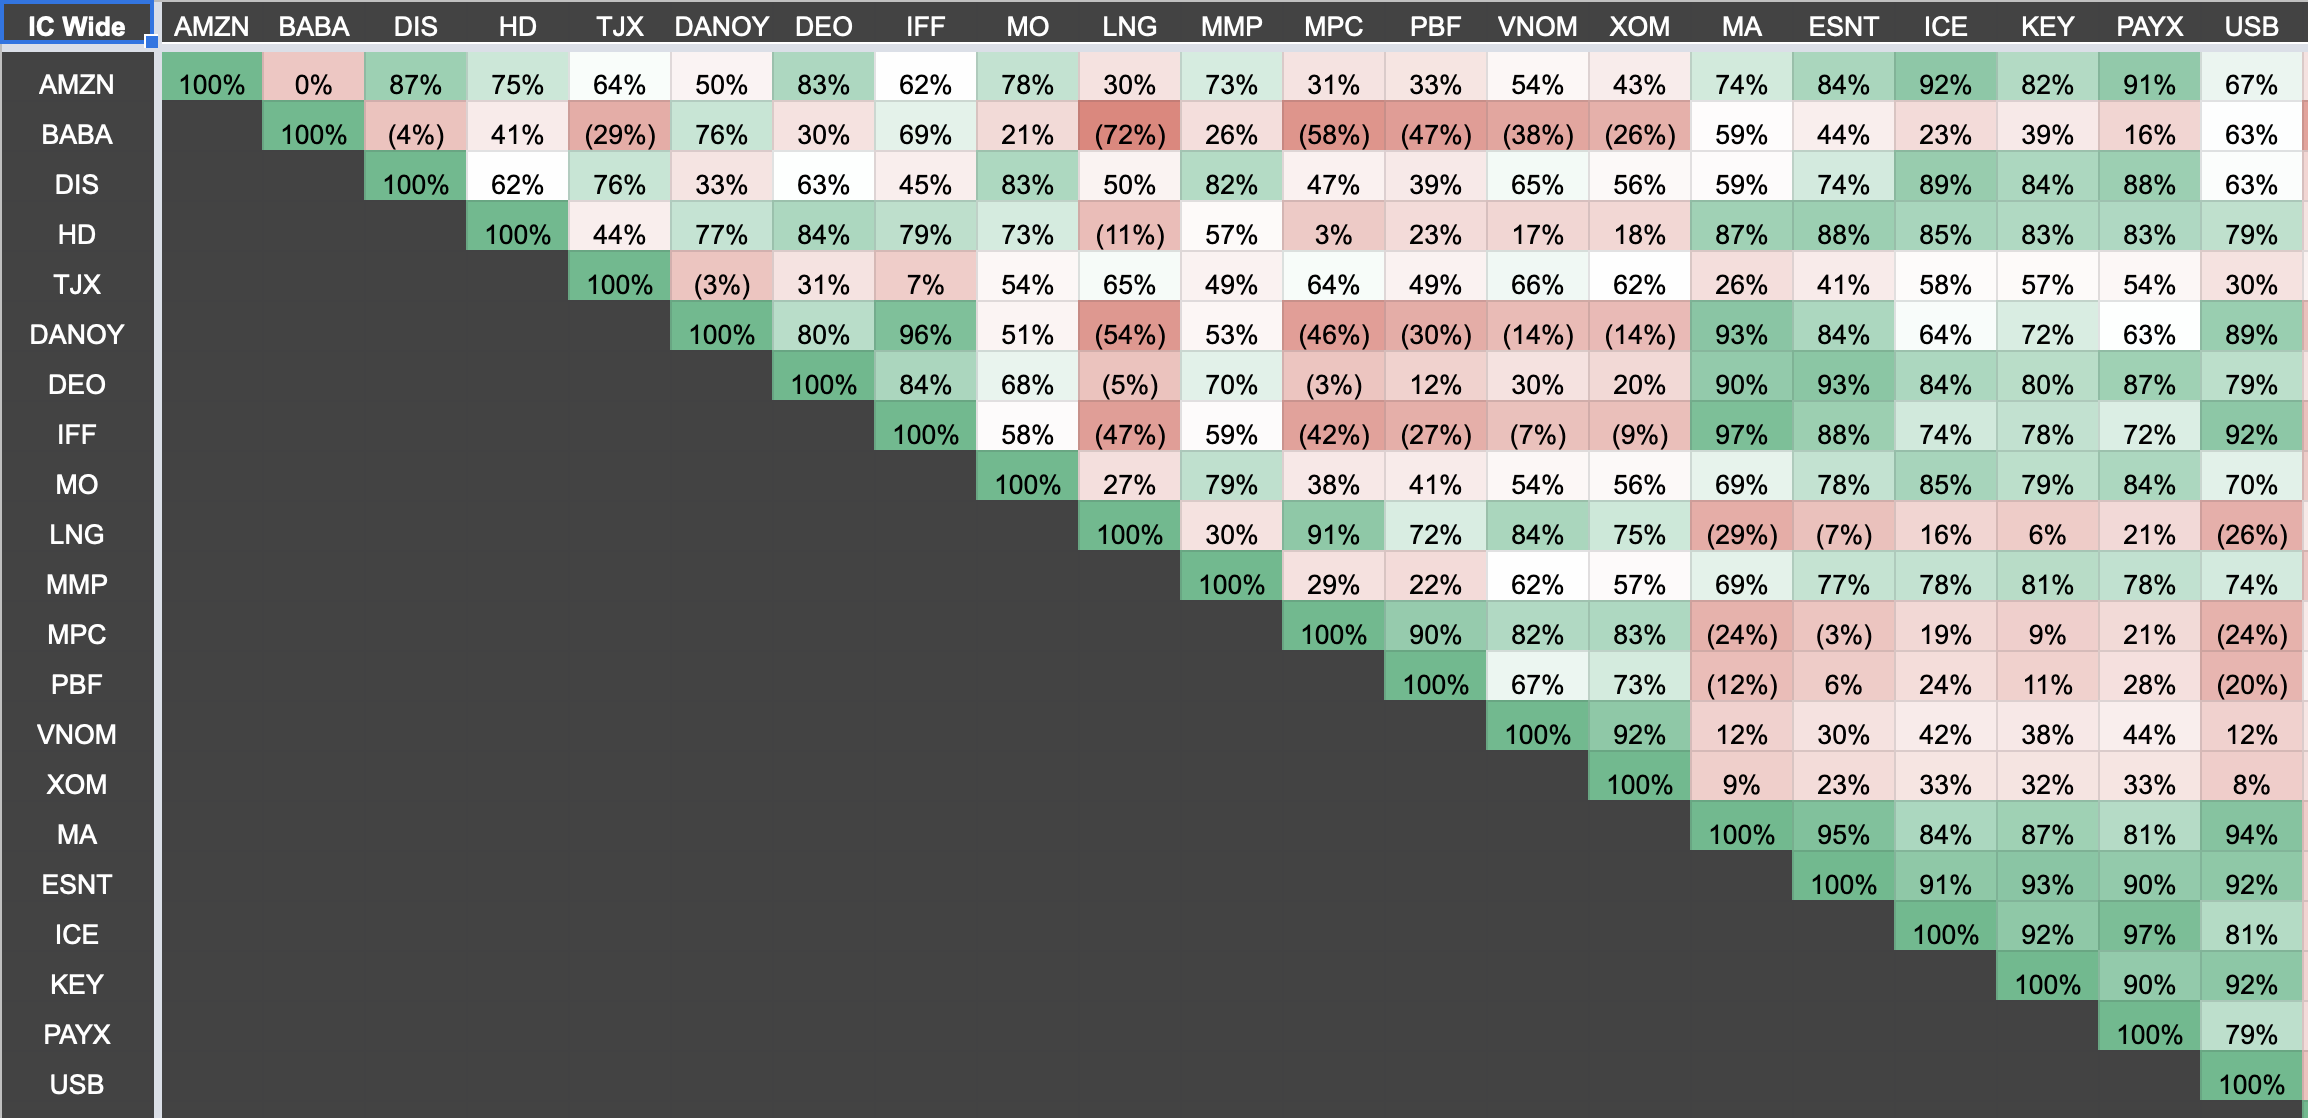 IC Wide AMZN BABA DIS HD TJX DANOY DEO IFF MO LNG MMP MPC PBF VNOM XOM MA ESNT ICE KEY PAYX USB
AMZN 100% 0% 87% 75% 64% 50% 83% 62% 78% 30% 73% 31% 33% 54% 43% 74% 84% 92% 82% 91% 67%
BABA 100% (4%) 41% (29%) 76% 30% 69% 21% (72%) 26% (58%) (47%) (38%) (26%) 59% 44% 23% 39% 16% 63%
DIS 100% 62% 76% 33% 63% 45% 83% 50% 82% 47% 39% 65% 56% 59% 74% 89% 84% 88% 63%
HD 100% 44% 77% 84% 79% 73% (11%) 57% 3% 23% 17% 18% 87% 88% 85% 83% 83% 79%
TJX 100% (3%) 31% 7% 54% 65% 49% 64% 49% 66% 62% 26% 41% 58% 57% 54% 30%
DANOY 100% 80% 96% 51% (54%) 53% (46%) (30%) (14%) (14%) 93% 84% 64% 72% 63% 89%
DEO 100% 84% 68% (5%) 70% (3%) 12% 30% 20% 90% 93% 84% 80% 87% 79%
IFF 100% 58% (47%) 59% (42%) (27%) (7%) (9%) 97% 88% 74% 78% 72% 92%
MO 100% 27% 79% 38% 41% 54% 56% 69% 78% 85% 79% 84% 70%
LNG 100% 30% 91% 72% 84% 75% (29%) (7%) 16% 6% 21% (26%)
MMP 100% 29% 22% 62% 57% 69% 77% 78% 81% 78% 74%
MPC 100% 90% 82% 83% (24%) (3%) 19% 9% 21% (24%)
PBF 100% 67% 73% (12%) 6% 24% 11% 28% (20%)
VNOM 100% 92% 12% 30% 42% 38% 44% 12%
XOM 100% 9% 23% 33% 32% 33% 8%
MA 100% 95% 84% 87% 81% 94%
ESNT 100% 91% 93% 90% 92%
ICE 100% 92% 97% 81%
KEY 100% 90% 92%
PAYX 100% 79%
USB 100%